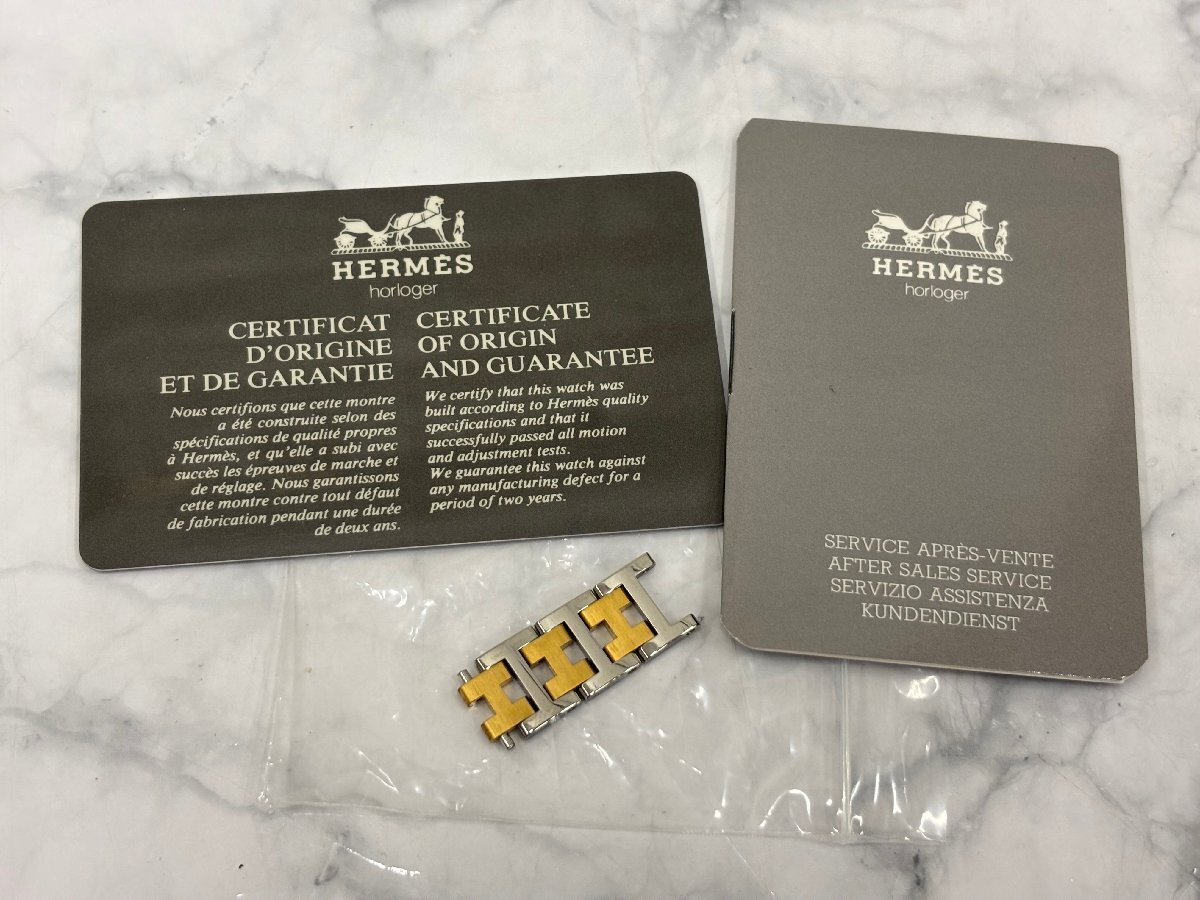 HERMÈS
horloger
CERTIFICAT
D'ORIGINE
ET DE GARANTIE
Nous certifions que cette montre
a été construite selon des
spécifications de qualité propres
à Hermès, et qu'elle a subi avec
succès les épreuves de marche et
de réglage. Nous garantissons
cette montre contre tout défaut
de fabrication pendant une durée
de deux ans.
CERTIFICATE
OF ORIGIN
AND GUARANTEE
We certify that this watch was
built according to Hermès quality
specifications and that it
successfully passed all motion
and adjustment tests.
We guarantee this watch against
any manufacturing defect for a
period of two years.
HERMÈS
horloger
SERVICE APRÈS-VENTE
AFTER SALES SERVICE
SERVIZIO ASSISTENZA
KUNDENDIENST